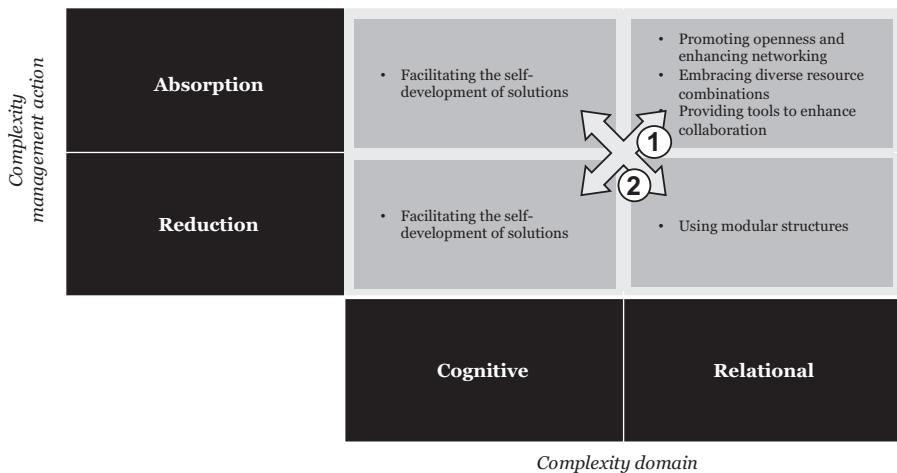 Complexity
management action
Absorption
• Facilitating the self-
development of solutions
• Promoting openness and
enhancing networking
• Embracing diverse resource
combinations
• Providing tools to enhance
collaboration
1
2
Reduction
• Facilitating the self-
development of solutions
• Using modular structures
Cognitive
Relational
Complexity domain